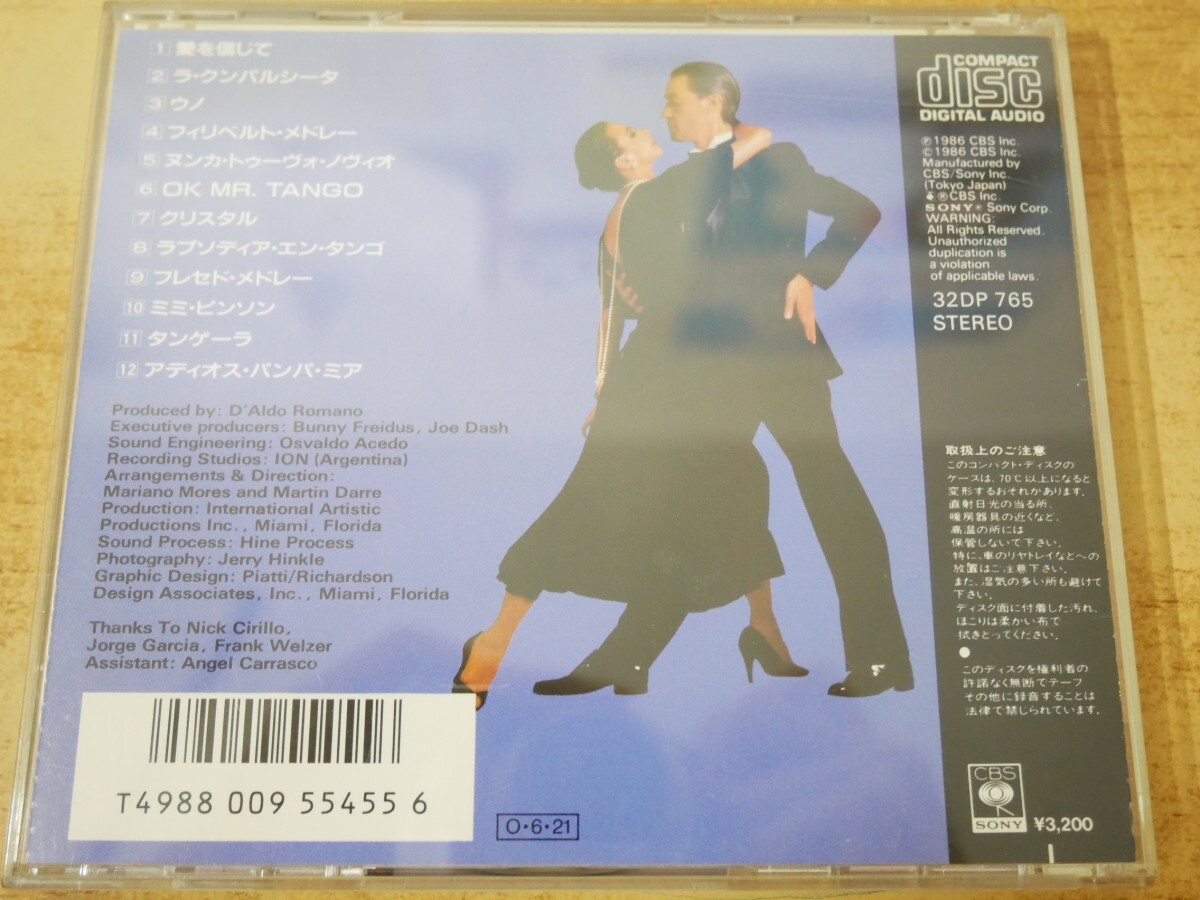 1 愛を信じて
2 ラ・クンパルシータ
3 ウノ
4 フィリベルト・メドレー
5 ヌンカ・トゥーヴォ・ノヴィオ
6 OK MR. TANGO
7 クリスタル
8 ラプソディア・エン・タンゴ
9 フレセド・メドレー
10 ミミ・ピンソン
11 タンゲーラ
12 アディオス・パンパ・ミア
Produced by: D'Aldo Romano
Executive producers: Bunny Freidus, Joe Dash
Sound Engineering: Osvaldo Acedo
Recording Studios: ION (Argentina)
Arrangements & Direction:
Mariano Mores and Martin Darre
Production: International Artistic
Productions Inc., Miami, Florida
Sound Process: Hine Process
Photography: Jerry Hinkle
Graphic Design: Piatti/Richardson
Design Associates, Inc., Miami, Florida
Thanks To Nick Cirillo,
Jorge Garcia, Frank Welzer
Assistant: Angel Carrasco
T4988 009 55455 6
O・6・21
COMPACT
disc
DIGITAL AUDIO
℗1986 CBS Inc.
©1986 CBS Inc.
Manufactured by
CBS/Sony Inc.
(Tokyo Japan)
®CBS Inc.
SONY® Sony Corp.
WARNING:
All Rights Reserved.
Unauthorized
duplication is
a violation
of applicable laws.
32DP 765
STEREO
取扱上のご注意
このコンパクト・ディスクの
ケースは、70℃以上になると
変形するおそれがあります。
直射日光の当る所、
暖房器具の近くなど、
高温の所には
保管しないで下さい。
特に、車のリヤトレイなどへの
放置はご注意下さい。
また、湿気の多い所も避けて
下さい。
ディスク面に付着した汚れ、
ほこりは柔かい布で
拭きとってください。
●
このディスクを権利者の
許諾なく無断でテープ
その他に録音することは
法律で禁じられています。
CBS
SONY
¥3,200